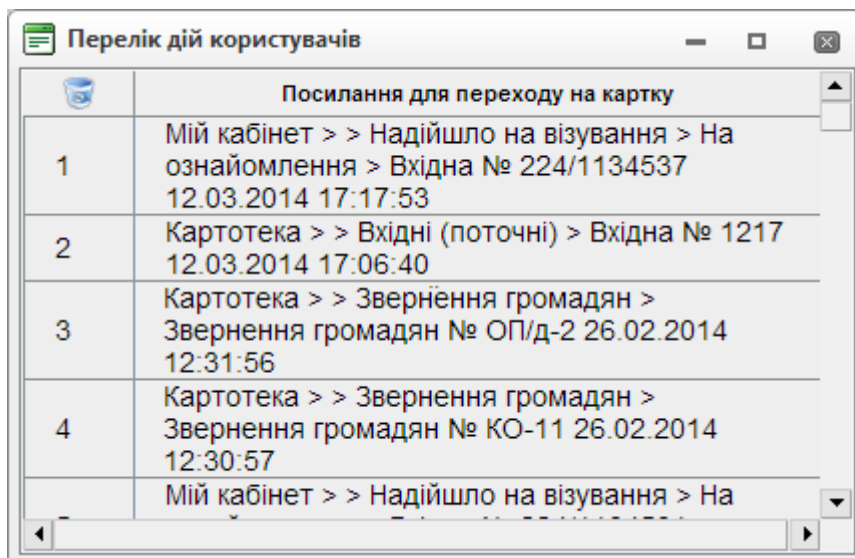 Перелік дій користувачів
Посилання для переходу на картку
1
Мій кабінет > > Надійшло на візування > На
ознайомлення > Вхідна № 224/1134537
12.03.2014 17:17:53
2
Картотека > > Вхідні (поточні) > Вхідна № 1217
12.03.2014 17:06:40
3
Картотека > > Звернення громадян >
Звернення громадян № ОП/д-2 26.02.2014
12:31:56
4
Картотека > > Звернення громадян >
Звернення громадян № КО-11 26.02.2014
12:30:57
Мій кабінет > > Надійшло на візування > На